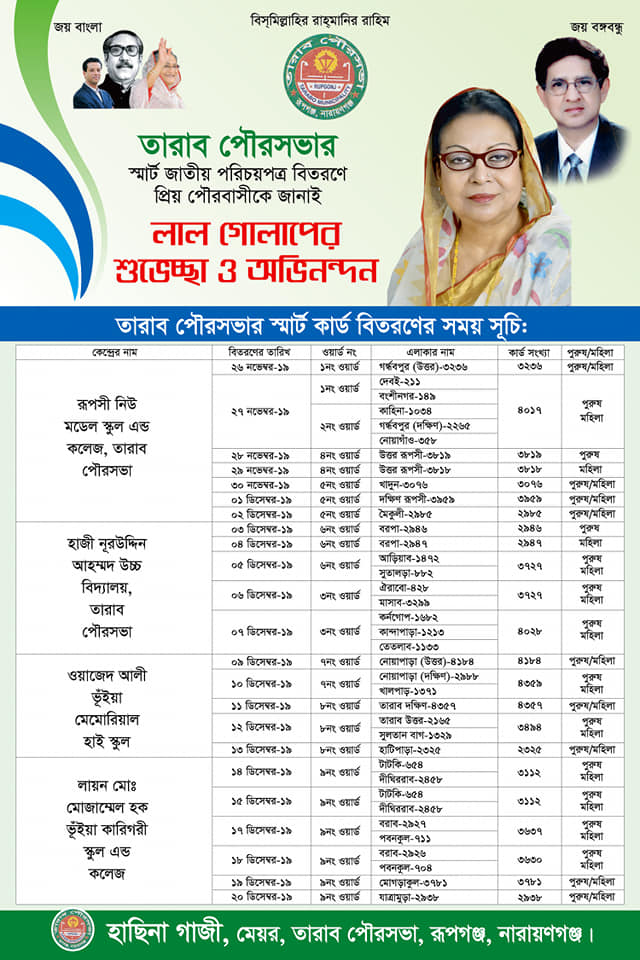 বিস্‌মিল্লাহির রাহ্‌মানির রাহিম
জয় বাংলা
জয় বঙ্গবন্ধু
তারাব পৌরসভা
RUPGONJ
TARABO MUNICIPALITY
রূপগঞ্জ, নারায়ণগঞ্জ
তারাব পৌরসভার
স্মার্ট জাতীয় পরিচয়পত্র বিতরণে
প্রিয় পৌরবাসীকে জানাই
লাল গোলাপের
শুভেচ্ছা ও অভিনন্দন
তারাব পৌরসভার স্মার্ট কার্ড বিতরণের সময় সূচি:
কেন্দ্রের নাম বিতরণের তারিখ ওয়ার্ড নং এলাকার নাম কার্ড সংখ্যা পুরুষ/মহিলা
রূপসী নিউ
মডেল স্কুল এন্ড
কলেজ, তারাব
পৌরসভা
২৬ নভেম্বর-১৯ ১নং ওয়ার্ড গর্ন্ধবপুর (উত্তর)-৩২৩৬ ৩২৩৬ পুরুষ/মহিলা
২৭ নভেম্বর-১৯ ১নং ওয়ার্ড দেবই-২১১
বংশীনগর-১৪৯
২নং ওয়ার্ড কাহিনা-১০৩৪
গর্ন্ধবপুর (দক্ষিণ)-২২৬৫
নোয়াগাঁও-৩৫৮
৪০১৭ পুরুষ
মহিলা
২৮ নভেম্বর-১৯ ৪নং ওয়ার্ড উত্তর রূপসী-৩৮১৯ ৩৮১৯ পুরুষ
২৯ নভেম্বর-১৯ ৪নং ওয়ার্ড উত্তর রূপসী-৩৮১৮ ৩৮১৮ মহিলা
৩০ নভেম্বর-১৯ ৫নং ওয়ার্ড খাদুন-৩০৭৬ ৩০৭৬ পুরুষ/মহিলা
০১ ডিসেম্বর-১৯ ৫নং ওয়ার্ড দক্ষিণ রূপসী-৩৯৫৯ ৩৯৫৯ পুরুষ/মহিলা
০২ ডিসেম্বর-১৯ ৫নং ওয়ার্ড মৈকুলী-২৯৮৫ ২৯৮৫ পুরুষ/মহিলা
হাজী নূরউদ্দিন
আহম্মদ উচ্চ
বিদ্যালয়,
তারাব
পৌরসভা
০৩ ডিসেম্বর-১৯ ৬নং ওয়ার্ড বরপা-২৯৪৬ ২৯৪৬ পুরুষ
০৪ ডিসেম্বর-১৯ ৬নং ওয়ার্ড বরপা-২৯৪৭ ২৯৪৭ মহিলা
০৫ ডিসেম্বর-১৯ ৬নং ওয়ার্ড আড়িয়াব-১৪৭২
সুতালড়া-৮৮২
৩৭২৭ পুরুষ
মহিলা
০৬ ডিসেম্বর-১৯ ৩নং ওয়ার্ড ঐরাবো-৪২৮
মাসাব-৩২৯৯
৩৭২৭ পুরুষ
মহিলা
০৭ ডিসেম্বর-১৯ ৩নং ওয়ার্ড কর্নগোপ-১৬৮২
কান্দাপাড়া-১২১৩
তেতলাব-১১৩৩
৪০২৮ পুরুষ
মহিলা
ওয়াজেদ আলী
ভূঁইয়া
মেমোরিয়াল
হাই স্কুল
০৯ ডিসেম্বর-১৯ ৭নং ওয়ার্ড নোয়াপাড়া (উত্তর)-৪১৮৪ ৪১৮৪ পুরুষ/মহিলা
১০ ডিসেম্বর-১৯ ৭নং ওয়ার্ড নোয়াপাড়া (দক্ষিণ)-২৯৮৮
খালপাড়-১৩৭১
৪৩৫৯ পুরুষ
মহিলা
১১ ডিসেম্বর-১৯ ৮নং ওয়ার্ড তারাব দক্ষিণ-৪৩৫৭ ৪৩৫৭ পুরুষ/মহিলা
১২ ডিসেম্বর-১৯ ৮নং ওয়ার্ড তারাব উত্তর-২১৬৫
সুলতান বাগ-১৩২৯
৩৪৯৪ পুরুষ
মহিলা
১৩ ডিসেম্বর-১৯ ৮নং ওয়ার্ড হাটিপাড়া-২৩২৫ ২৩২৫ পুরুষ/মহিলা
লায়ন মোঃ
মোজাম্মেল হক
ভূঁইয়া কারিগরী
স্কুল এন্ড
কলেজ
১৪ ডিসেম্বর-১৯ ৯নং ওয়ার্ড টাটকি-৬৫৪
দীঘিররাব-২৪৫৮
৩১১২ পুরুষ
মহিলা
১৫ ডিসেম্বর-১৯ ৯নং ওয়ার্ড টাটকি-৬৫৪
দীঘিররাব-২৪৫৮
৩১১২ পুরুষ
মহিলা
১৭ ডিসেম্বর-১৯ ৯নং ওয়ার্ড বরাব-২৯২৭
পবনকুল-৭১১
৩৬৩৭ পুরুষ
মহিলা
১৮ ডিসেম্বর-১৯ ৯নং ওয়ার্ড বরাব-২৯২৬
পবনকুল-৭০৪
৩৬৩০ পুরুষ
মহিলা
১৯ ডিসেম্বর-১৯ ৯নং ওয়ার্ড মোগড়াকুল-৩৭৮১ ৩৭৮১ পুরুষ/মহিলা
২০ ডিসেম্বর-১৯ ৯নং ওয়ার্ড যাত্রামুড়া-২৯৩৮ ২৯৩৮ পুরুষ/মহিলা
হাছিনা গাজী, মেয়র, তারাব পৌরসভা, রূপগঞ্জ, নারায়ণগঞ্জ।